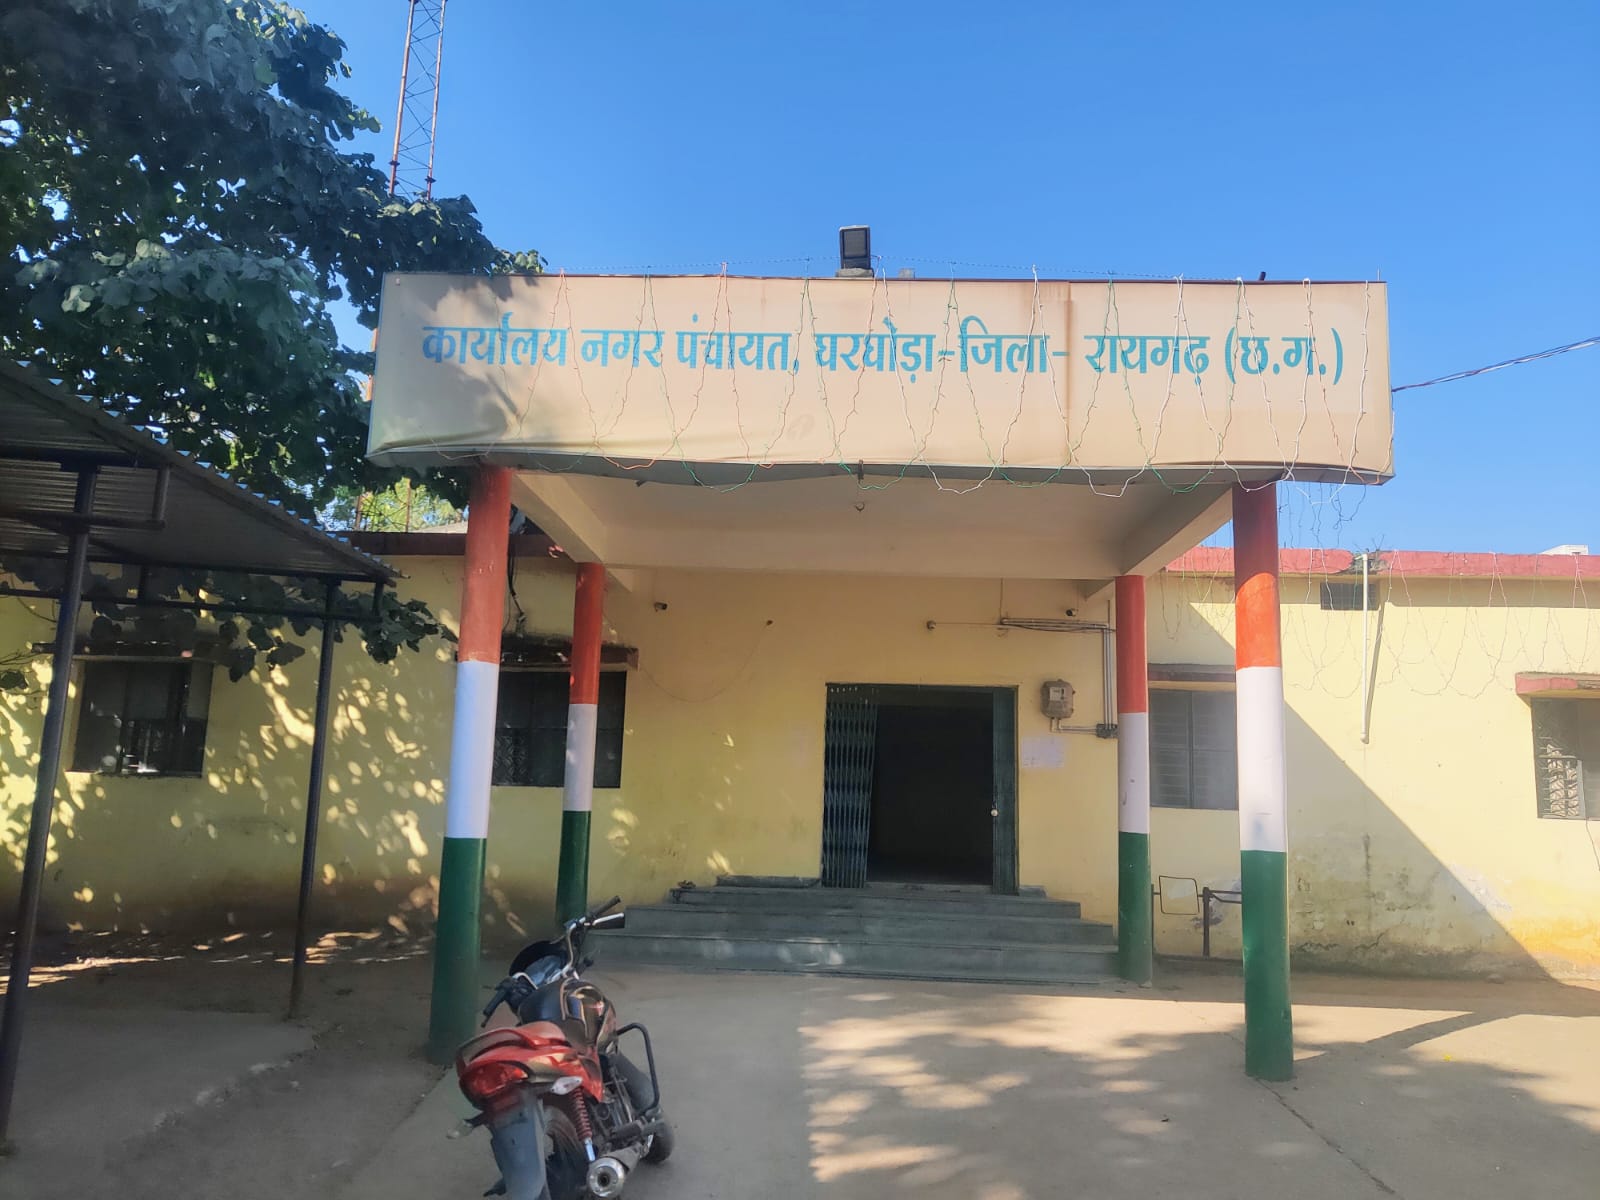 कार्यालय नगर पंचायत, घरघोड़ा-जिला- रायगढ़ (छ.ग.)